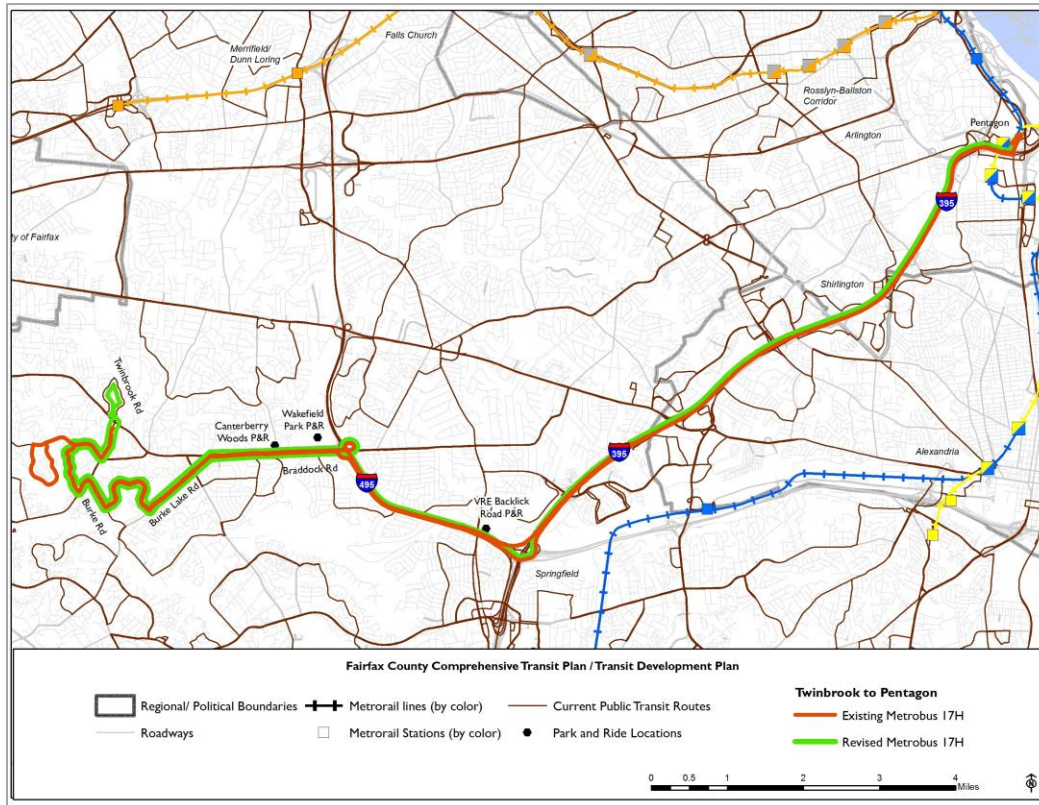 Merrifield/
Dunn Loring
Falls Church
Rosslyn-Ballston
Corridor
Pentagon
Arlington
395
ty of Fairfax
Shirlington
Twinbrook Rd
Canterberry
Woods P&R
Wakefield
Park P&R
Braddock Rd
395
Alexandria
495
Burke Rd
Burke Lake Rd
VRE Backlick
Road P&R
Springfield
Fairfax County Comprehensive Transit Plan / Transit Development Plan
Regional/ Political Boundaries
Metrorail lines (by color)
Current Public Transit Routes
Roadways
Metrorail Stations (by color)
Park and Ride Locations
Twinbrook to Pentagon
Existing Metrobus 17H
Revised Metrobus 17H
0 0.5 1 2 3 4
Miles
N